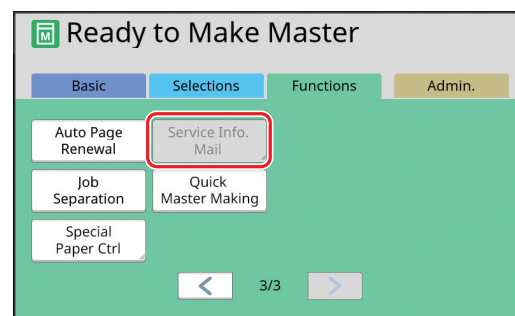 M Ready to Make Master
Basic Selections Functions Admin.
Auto Page
Renewal
Service Info.
Mail
Job
Separation
Quick
Master Making
Special
Paper Ctrl
< 3/3 >